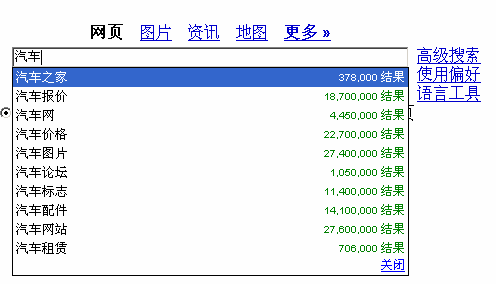 网页 图片 资讯 地图 更多 »
汽车
高级搜索
使用偏好
语言工具
汽车之家 378,000 结果
汽车报价 18,700,000 结果
汽车网 4,450,000 结果
汽车价格 22,700,000 结果
汽车图片 27,400,000 结果
汽车论坛 1,050,000 结果
汽车标志 11,400,000 结果
汽车配件 14,100,000 结果
汽车网站 27,600,000 结果
汽车租赁 706,000 结果
关闭